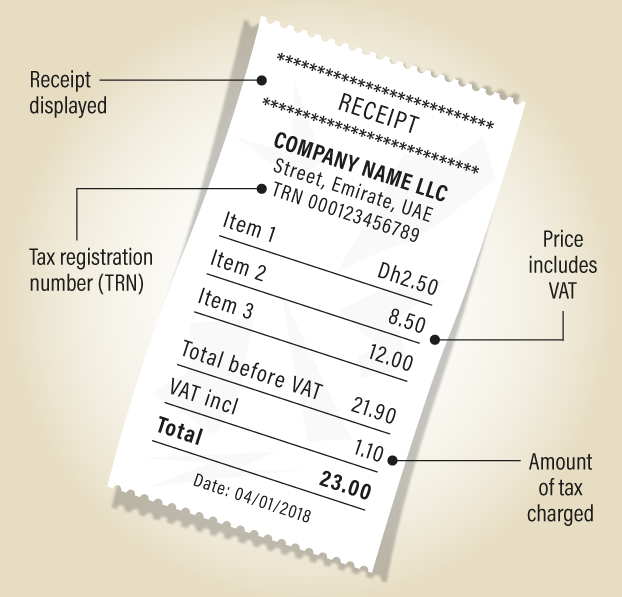 Receipt
displayed
*************************
RECEIPT
*************************
COMPANY NAME LLC
Street, Emirate, UAE
TRN 000123456789
Tax registration
number (TRN)
Item 1 Dh2.50
Item 2 8.50
Item 3 12.00
Price
includes
VAT
Total before VAT 21.90
VAT incl 1.10
Total 23.00
Amount
of tax
charged
Date: 04/01/2018